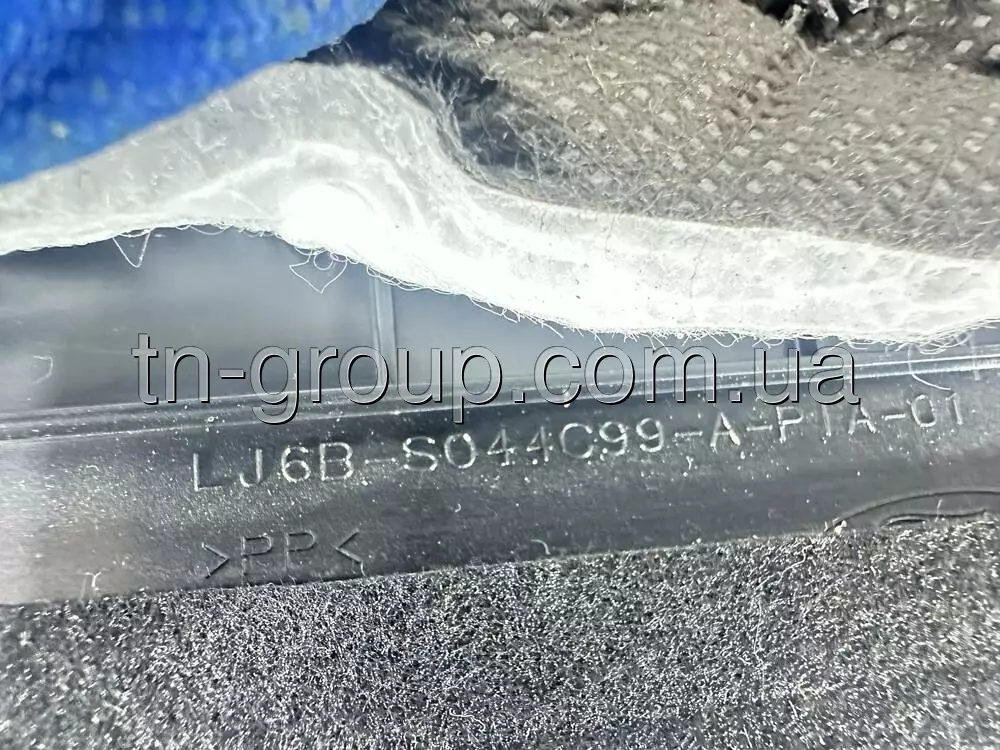 tn-group.com.ua
LJ6B-S044C99-A-PIA-01
>PP<